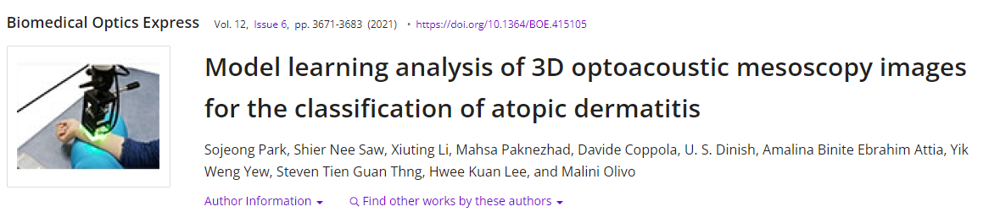 Biomedical Optics Express Vol. 12, Issue 6, pp. 3671-3683 (2021) • https://doi.org/10.1364/BOE.415105
Model learning analysis of 3D optoacoustic mesoscopy images
for the classification of atopic dermatitis
Sojeong Park, Shier Nee Saw, Xiuting Li, Mahsa Paknezhad, Davide Coppola, U. S. Dinish, Amalina Binite Ebrahim Attia, Yik
Weng Yew, Steven Tien Guan Thng, Hwee Kuan Lee, and Malini Olivo
Author Information Find other works by these authors